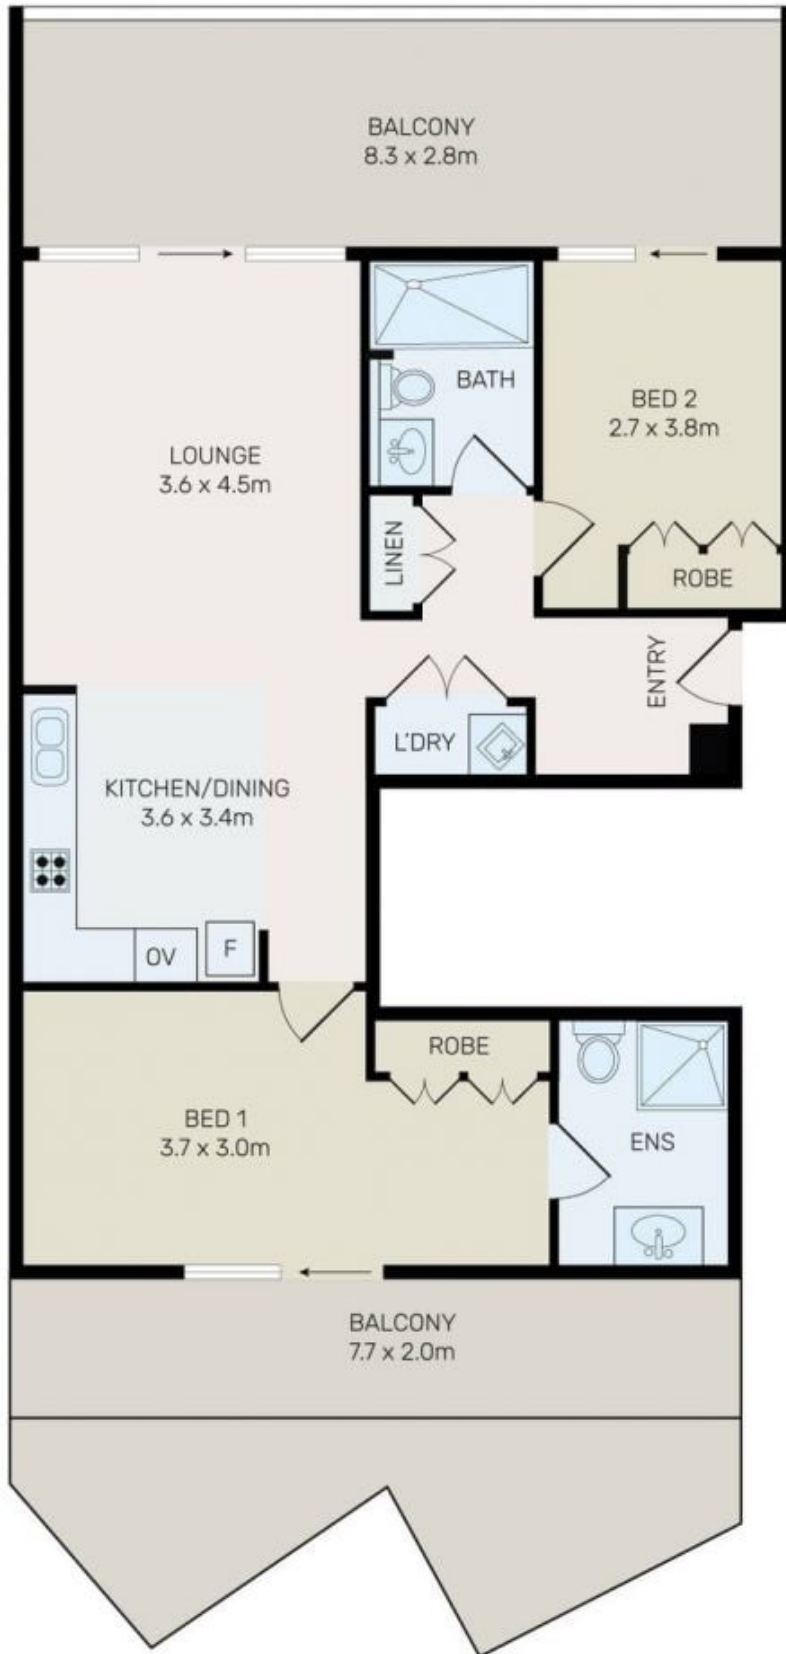 BALCONY
8.3 x 2.8m
BATH
BED 2
2.7 x 3.8m
LOUNGE
3.6 x 4.5m
LINEN
ROBE
ENTRY
L'DRY
KITCHEN/DINING
3.6 x 3.4m
OV
F
ROBE
BED 1
3.7 x 3.0m
ENS
BALCONY
7.7 x 2.0m